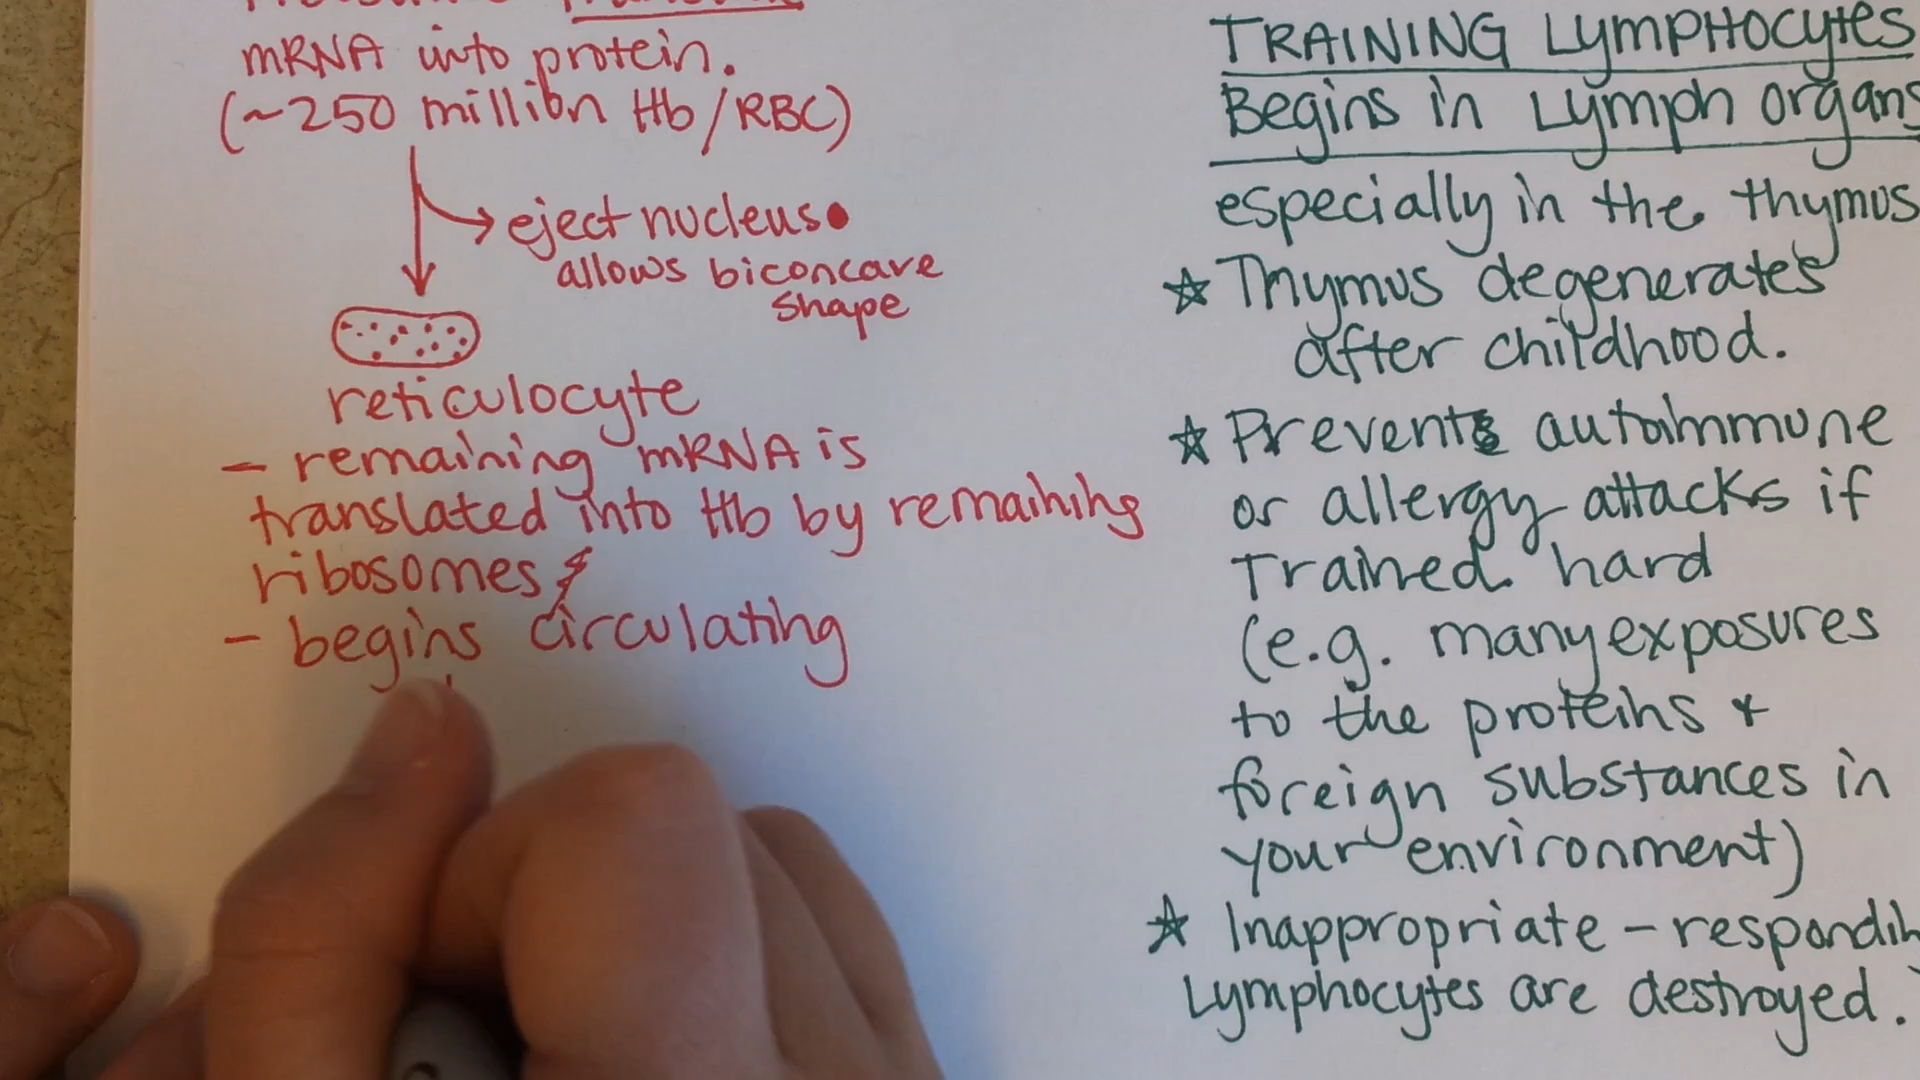 mRNA into protein.
(~250 million Hb/RBC)
eject nucleus
allows biconcave
shape
reticulocyte
- remaining mRNA is
translated into Hb by remaining
ribosomes
- begins circulating
TRAINING LYMPHOCYTES
Begins in Lymph organs
especially in the thymus
☆ Thymus degenerates
after childhood.
☆ Prevents autoimmune
or allergy attacks if
trained hard
(e.g. many exposures
to the proteins +
foreign substances in
your environment)
☆ Inappropriate - respondin
Lymphocytes are destroyed.